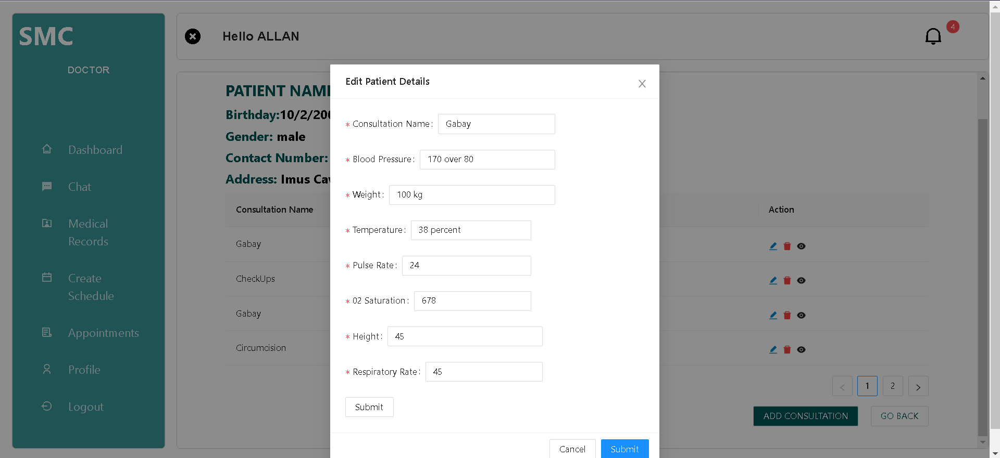 SMC
DOCTOR
Dashboard
Chat
Medical
Records
Create
Schedule
Appointments
Profile
Logout
Hello ALLAN
4
PATIENT NAM
Birthday:10/2/20
Gender: male
Contact Number:
Address: Imus Ca
Consultation Name
Action
Gabay
CheckUps
Gabay
Circumcision
1
2
ADD CONSULTATION
GO BACK
Edit Patient Details
* Consultation Name: Gabay
* Blood Pressure: 170 over 80
* Weight: 100 kg
* Temperature: 38 percent
* Pulse Rate: 24
* 02 Saturation: 678
* Height: 45
* Respiratory Rate: 45
Submit
Cancel
Submit